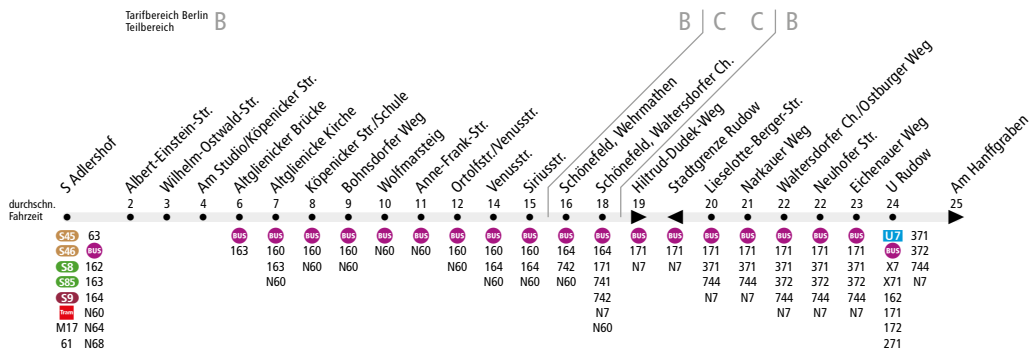 Tarifbereich Berlin
Teilbereich
B
B
C
C
B
S Adlershof
Albert-Einstein-Str.
Wilhelm-Ostwald-Str.
Am Studio/Köpenicker Str.
Altglienicker Brücke
Altglienicke Kirche
Köpenicker Str./Schule
Bohnsdorfer Weg
Wolfmarsteig
Anne-Frank-Str.
Ortolfstr./Venusstr.
Venusstr.
Siriusstr.
Schönefeld, Wehrmathen
Schönefeld, Waltersdorfer Ch.
Hiltrud-Dudek-Weg
Stadtgrenze Rudow
Lieselotte-Berger-Str.
Narkauer Weg
Waltersdorfer Ch./Ostburger Weg
Neuhofer Str.
Eichenauer Weg
U Rudow
Am Hanffgraben
durchschn.
Fahrzeit
2 3 4 6 7 8 9 10 11 12 14 15 16 18 19 20 21 22 22 23 24 25
S45 63 BUS BUS BUS BUS BUS BUS BUS BUS BUS BUS BUS BUS BUS BUS BUS BUS BUS BUS U7 371
S46 BUS 163 160 160 160 N60 N60 160 160 160 164 164 171 171 171 171 171 171 171 BUS 372
S8 162 163 N60 N60 N60 164 164 742 171 N7 N7 371 371 371 371 371 X7 744
S85 163 N60 N60 N60 N60 741 744 744 372 372 372 X71 N7
S9 164 742 N7 N7 744 744 744 162
Tram N60 N7 N7 N7 N7 171
M17 N64 N60 172
61 N68 271